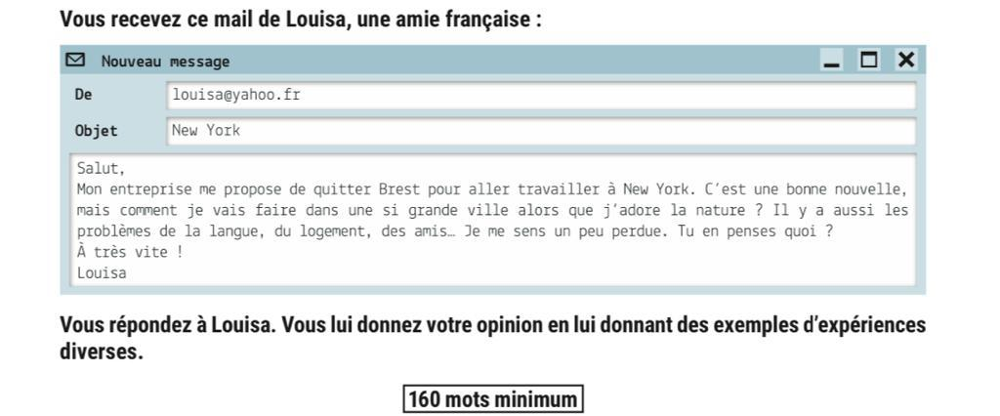 Vous recevez ce mail de Louisa, une amie française :
Nouveau message
De
louisa@yahoo.fr
Objet
New York
Salut,
Mon entreprise me propose de quitter Brest pour aller travailler à New York. C'est une bonne nouvelle,
mais comment je vais faire dans une si grande ville alors que j'adore la nature ? Il y a aussi les
problèmes de la langue, du logement, des amis… Je me sens un peu perdue. Tu en penses quoi ?
À très vite !
Louisa
Vous répondez à Louisa. Vous lui donnez votre opinion en lui donnant des exemples d'expériences
diverses.
160 mots minimum